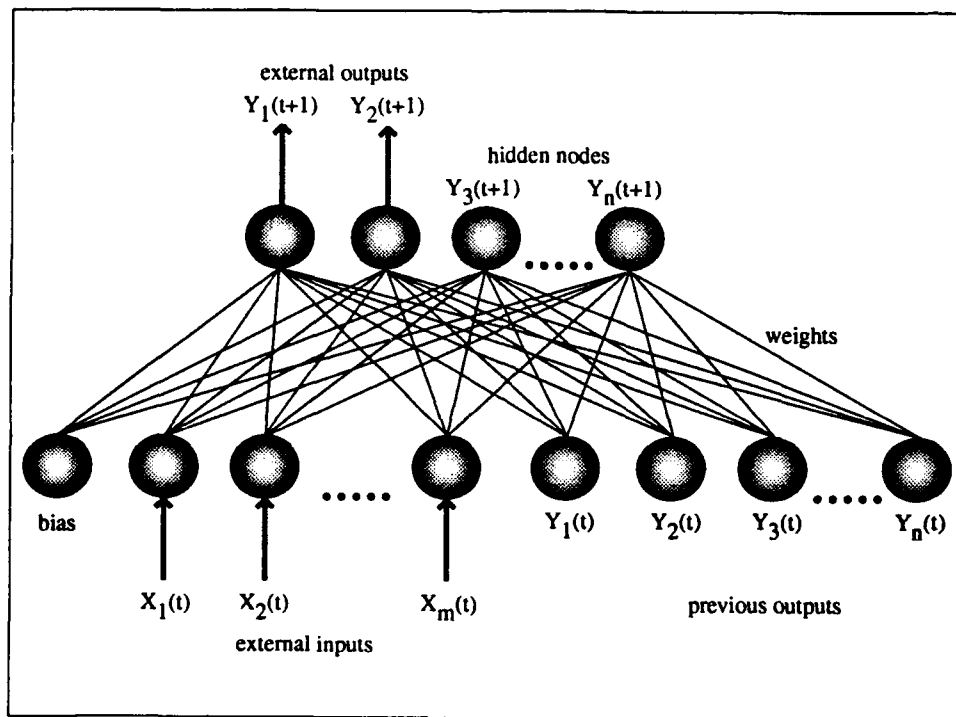 external outputs
Y1(t+1) Y2(t+1)
hidden nodes
Y3(t+1) Yn(t+1)
weights
bias
Y1(t) Y2(t) Y3(t) Yn(t)
X1(t) X2(t) Xm(t)
previous outputs
external inputs